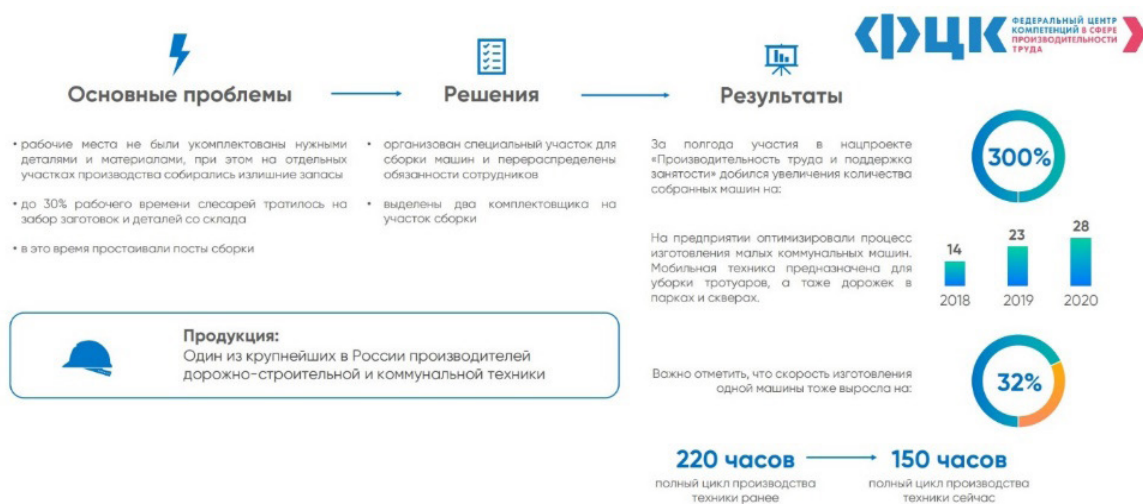 ФЦК
ФЕДЕРАЛЬНЫЙ ЦЕНТР
КОМПЕТЕНЦИЙ В СФЕРЕ
ПРОИЗВОДИТЕЛЬНОСТИ
ТРУДА
Основные проблемы
Решения
Результаты
• рабочие места не были укомплектованы нужными
деталями и материалами, при этом на отдельных
участках производства собирались излишние запасы
• до 30% рабочего времени слесарей тратилось на
забор заготовок и деталей со склада
• в это время простаивали посты сборки
• организован специальный участок для
сборки машин и перераспределены
обязанности сотрудников
• выделены два комплектовщика на
участок сборки
За полгода участия в нацпроекте
«Производительность труда и поддержка
занятости» добился увеличения количества
собранных машин на:
300%
На предприятии оптимизировали процесс
изготовления малых коммунальных машин.
Мобильная техника предназначена для
уборки тротуаров, а таже дорожек в
парках и скверах.
14
23
28
2018
2019
2020
Продукция:
Один из крупнейших в России производителей
дорожно-строительной и коммунальной техники
Важно отметить, что скорость изготовления
одной машины тоже выросла на:
32%
220 часов
150 часов
полный цикл производства
техники ранее
полный цикл производства
техники сейчас